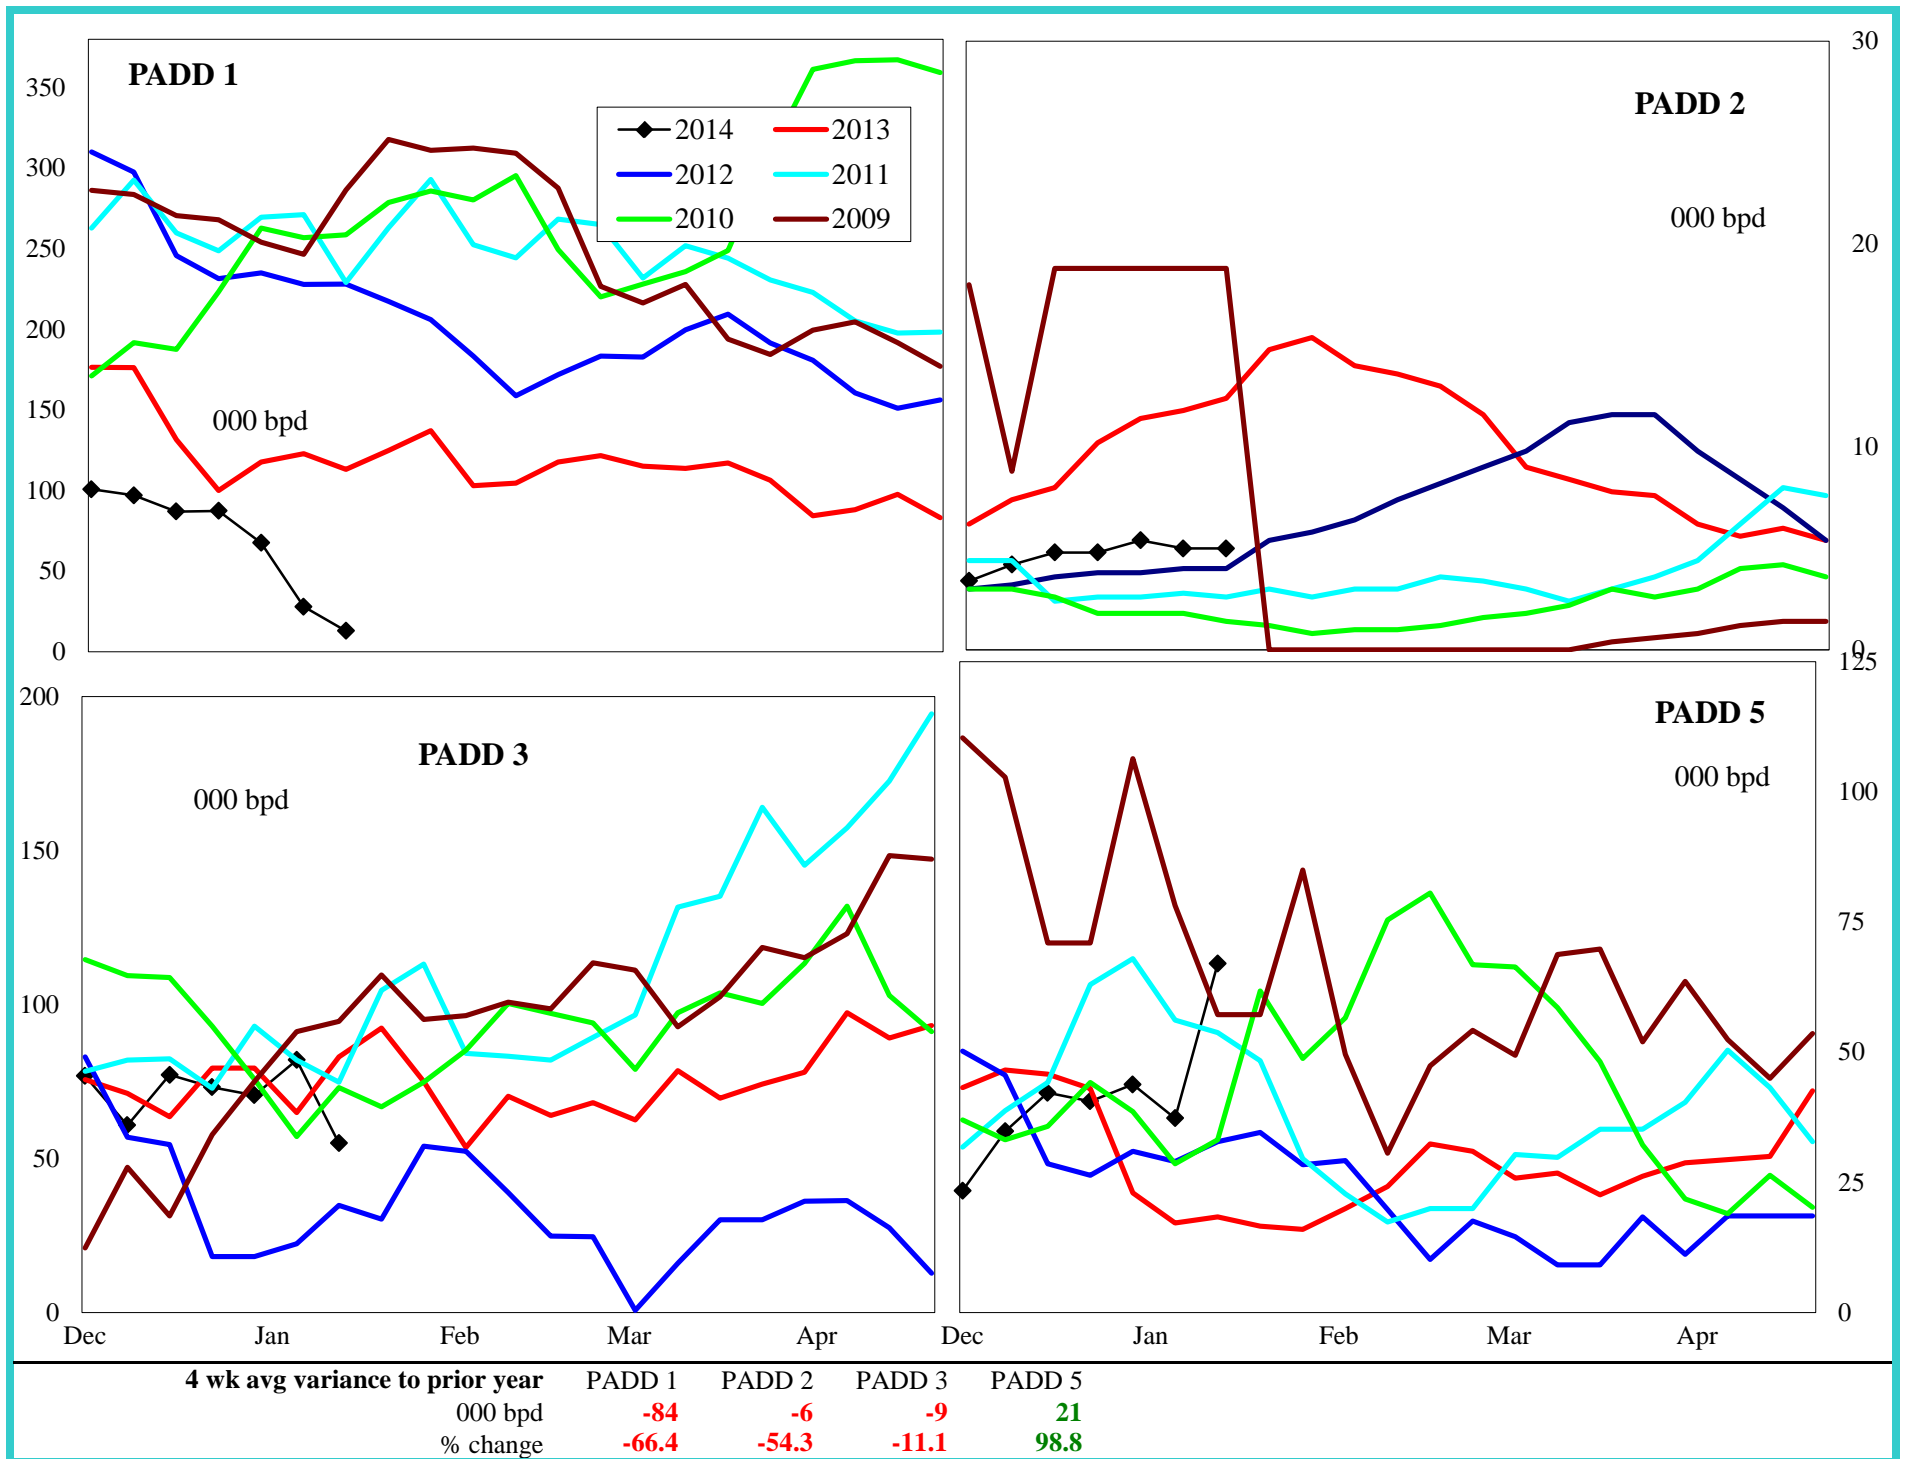 PADD 1
350
300
250
200
150
100
50
0
000 bpd
2014 2013
2012 2011
2010 2009
PADD 2
000 bpd
30
20
10
0
PADD 3
000 bpd
200
150
100
50
0
Dec Jan Feb Mar Apr
PADD 5
000 bpd
125
100
75
50
25
0
Dec Jan Feb Mar Apr
4 wk avg variance to prior year PADD 1 PADD 2 PADD 3 PADD 5
000 bpd -84 -6 -9 21
% change -66.4 -54.3 -11.1 98.8